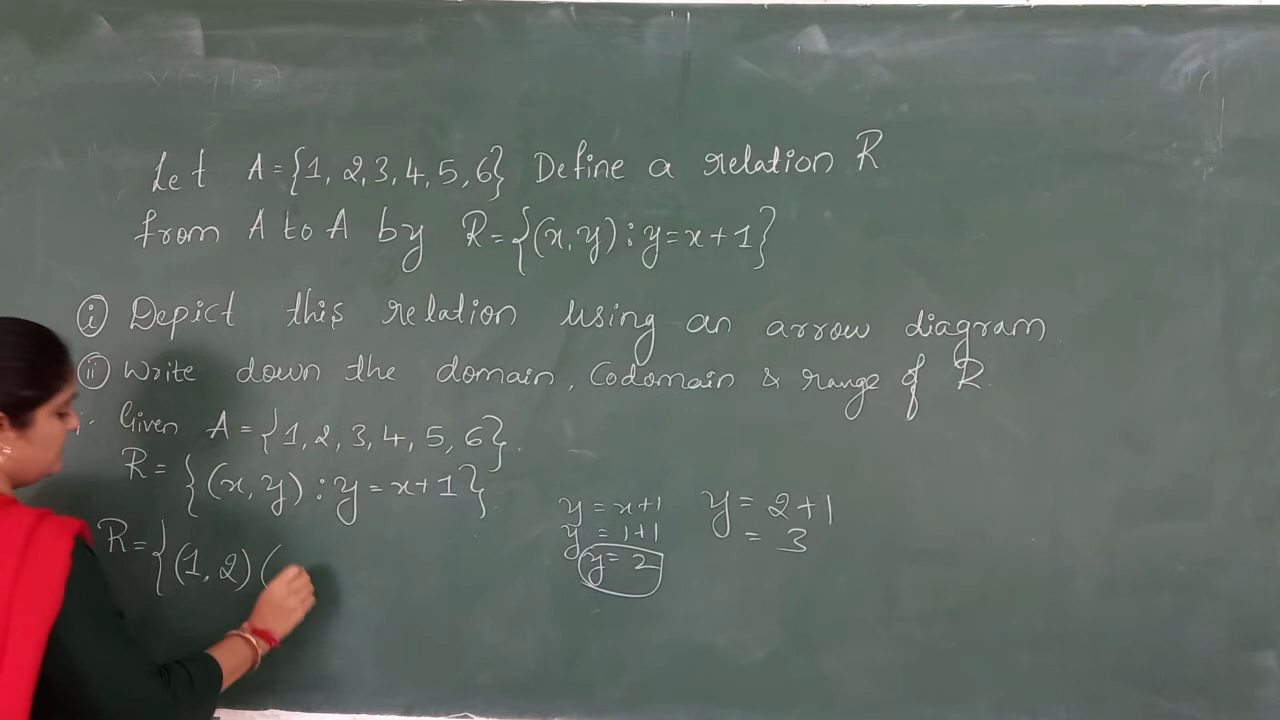 Let A={1, 2, 3, 4, 5, 6} Define a relation R
from A to A by R={(x,y):y=x+1}
(i) Depict this relation using an arrow diagram
(ii) Write down the domain, Codomain & range of R.
Given A={1, 2, 3, 4, 5, 6}.
R= {(x,y):y=x+1}.
R={(1, 2)(
y=x+1
y=1+1
y=2
y=2+1
=3